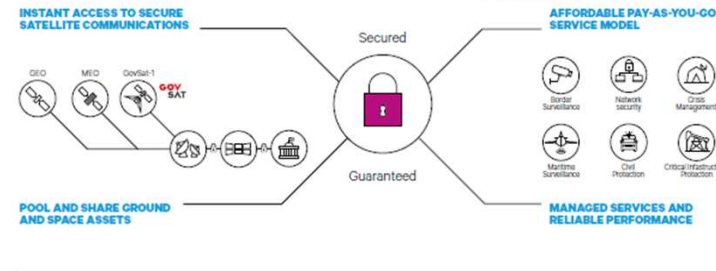 INSTANT ACCESS TO SECURE
SATELLITE COMMUNICATIONS
AFFORDABLE PAY-AS-YOU-GO
SERVICE MODEL
Secured
GEO
MEO
GovSat-1
GOV
SAT
Border
Surveillance
Network
security
Crisis
Management
Maritime
Surveillance
Civil
Protection
Critical Infastruct
Protection
Guaranteed
POOL AND SHARE GROUND
AND SPACE ASSETS
MANAGED SERVICES AND
RELIABLE PERFORMANCE